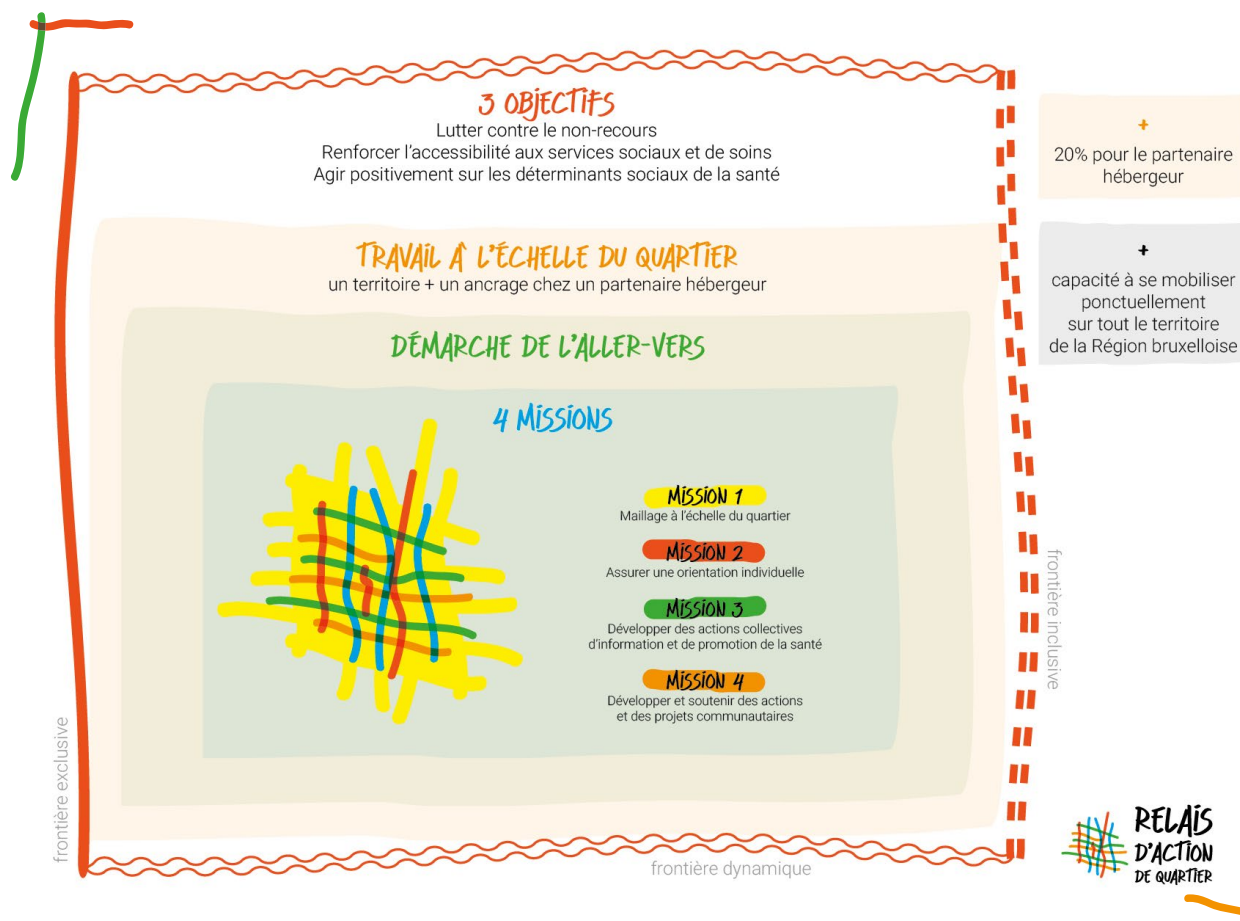 3 OBJECTIFS
Lutter contre le non-recours
Renforcer l'accessibilité aux services sociaux et de soins
Agir positivement sur les déterminants sociaux de la santé
+
20% pour le partenaire
hébergeur
+
capacité à se mobiliser
ponctuellement
sur tout le territoire
de la Région bruxelloise
TRAVAIL À L'ÉCHELLE DU QUARTIER
un territoire + un ancrage chez un partenaire hébergeur
DÉMARCHE DE L'ALLER-VERS
4 MISSIONS
MISSION 1
Maillage à l'échelle du quartier
MISSION 2
Assurer une orientation individuelle
MISSION 3
Développer des actions collectives
d'information et de promotion de la santé
MISSION 4
Développer et soutenir des actions
et des projets communautaires
frontière inclusive
frontière exclusive
frontière dynamique
RELAIS
D'ACTION
DE QUARTIER